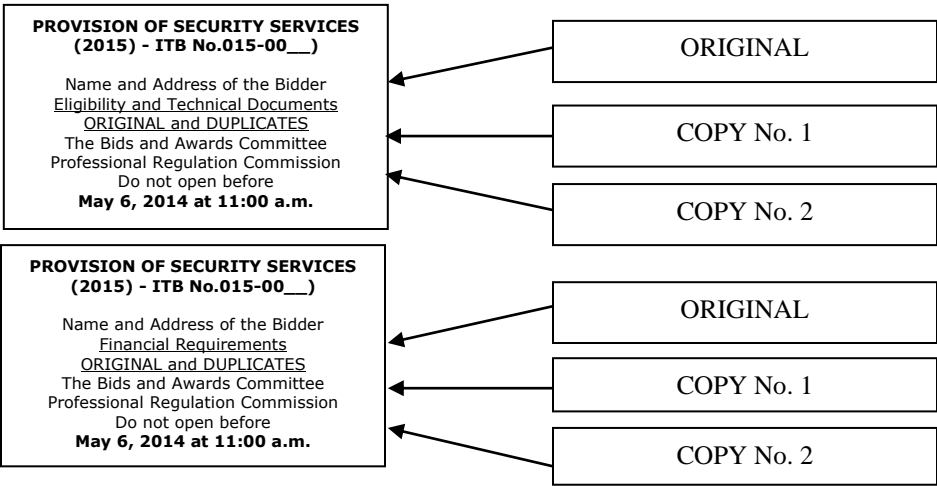 PROVISION OF SECURITY SERVICES
(2015) - ITB No.015-00__)
Name and Address of the Bidder
Eligibility and Technical Documents
ORIGINAL and DUPLICATES
The Bids and Awards Committee
Professional Regulation Commission
Do not open before
May 6, 2014 at 11:00 a.m.
ORIGINAL
COPY No. 1
COPY No. 2
PROVISION OF SECURITY SERVICES
(2015) - ITB No.015-00__)
Name and Address of the Bidder
Financial Requirements
ORIGINAL and DUPLICATES
The Bids and Awards Committee
Professional Regulation Commission
Do not open before
May 6, 2014 at 11:00 a.m.
ORIGINAL
COPY No. 1
COPY No. 2